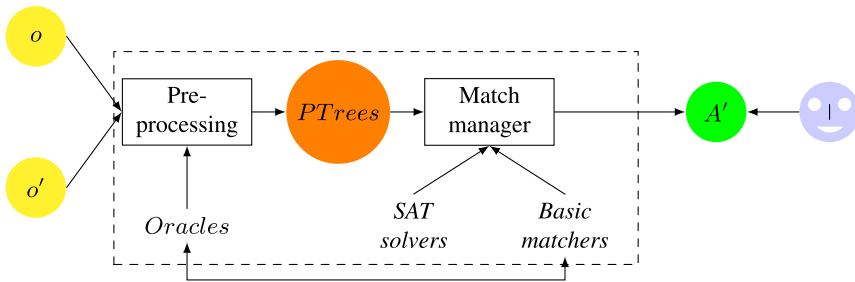 o
Pre-
processing
PTrees
Match
manager
A′
o′
Oracles
SAT
solvers
Basic
matchers